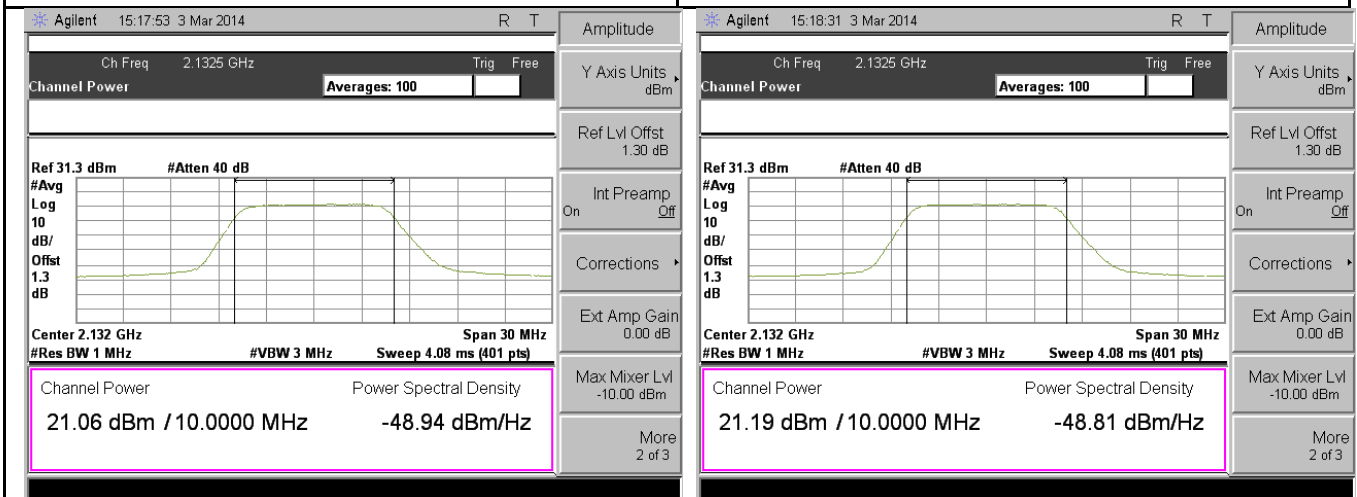 Agilent 15:17:53 3 Mar 2014 R T
Ch Freq 2.1325 GHz Trig Free
Channel Power Averages: 100
Ref 31.3 dBm #Atten 40 dB
#Avg
Log
10
dB/
Offst
1.3
dB
Center 2.132 GHz Span 30 MHz
#Res BW 1 MHz #VBW 3 MHz Sweep 4.08 ms (401 pts)
Channel Power Power Spectral Density
21.06 dBm / 10.0000 MHz -48.94 dBm/Hz
Amplitude
Y Axis Units
dBm
Ref Lvl Offst
1.30 dB
Int Preamp
On Off
Corrections
Ext Amp Gain
0.00 dB
Max Mixer Lvl
-10.00 dBm
More
2 of 3
Agilent 15:18:31 3 Mar 2014 R T
Ch Freq 2.1325 GHz Trig Free
Channel Power Averages: 100
Ref 31.3 dBm #Atten 40 dB
#Avg
Log
10
dB/
Offst
1.3
dB
Center 2.132 GHz Span 30 MHz
#Res BW 1 MHz #VBW 3 MHz Sweep 4.08 ms (401 pts)
Channel Power Power Spectral Density
21.19 dBm / 10.0000 MHz -48.81 dBm/Hz
Amplitude
Y Axis Units
dBm
Ref Lvl Offst
1.30 dB
Int Preamp
On Off
Corrections
Ext Amp Gain
0.00 dB
Max Mixer Lvl
-10.00 dBm
More
2 of 3